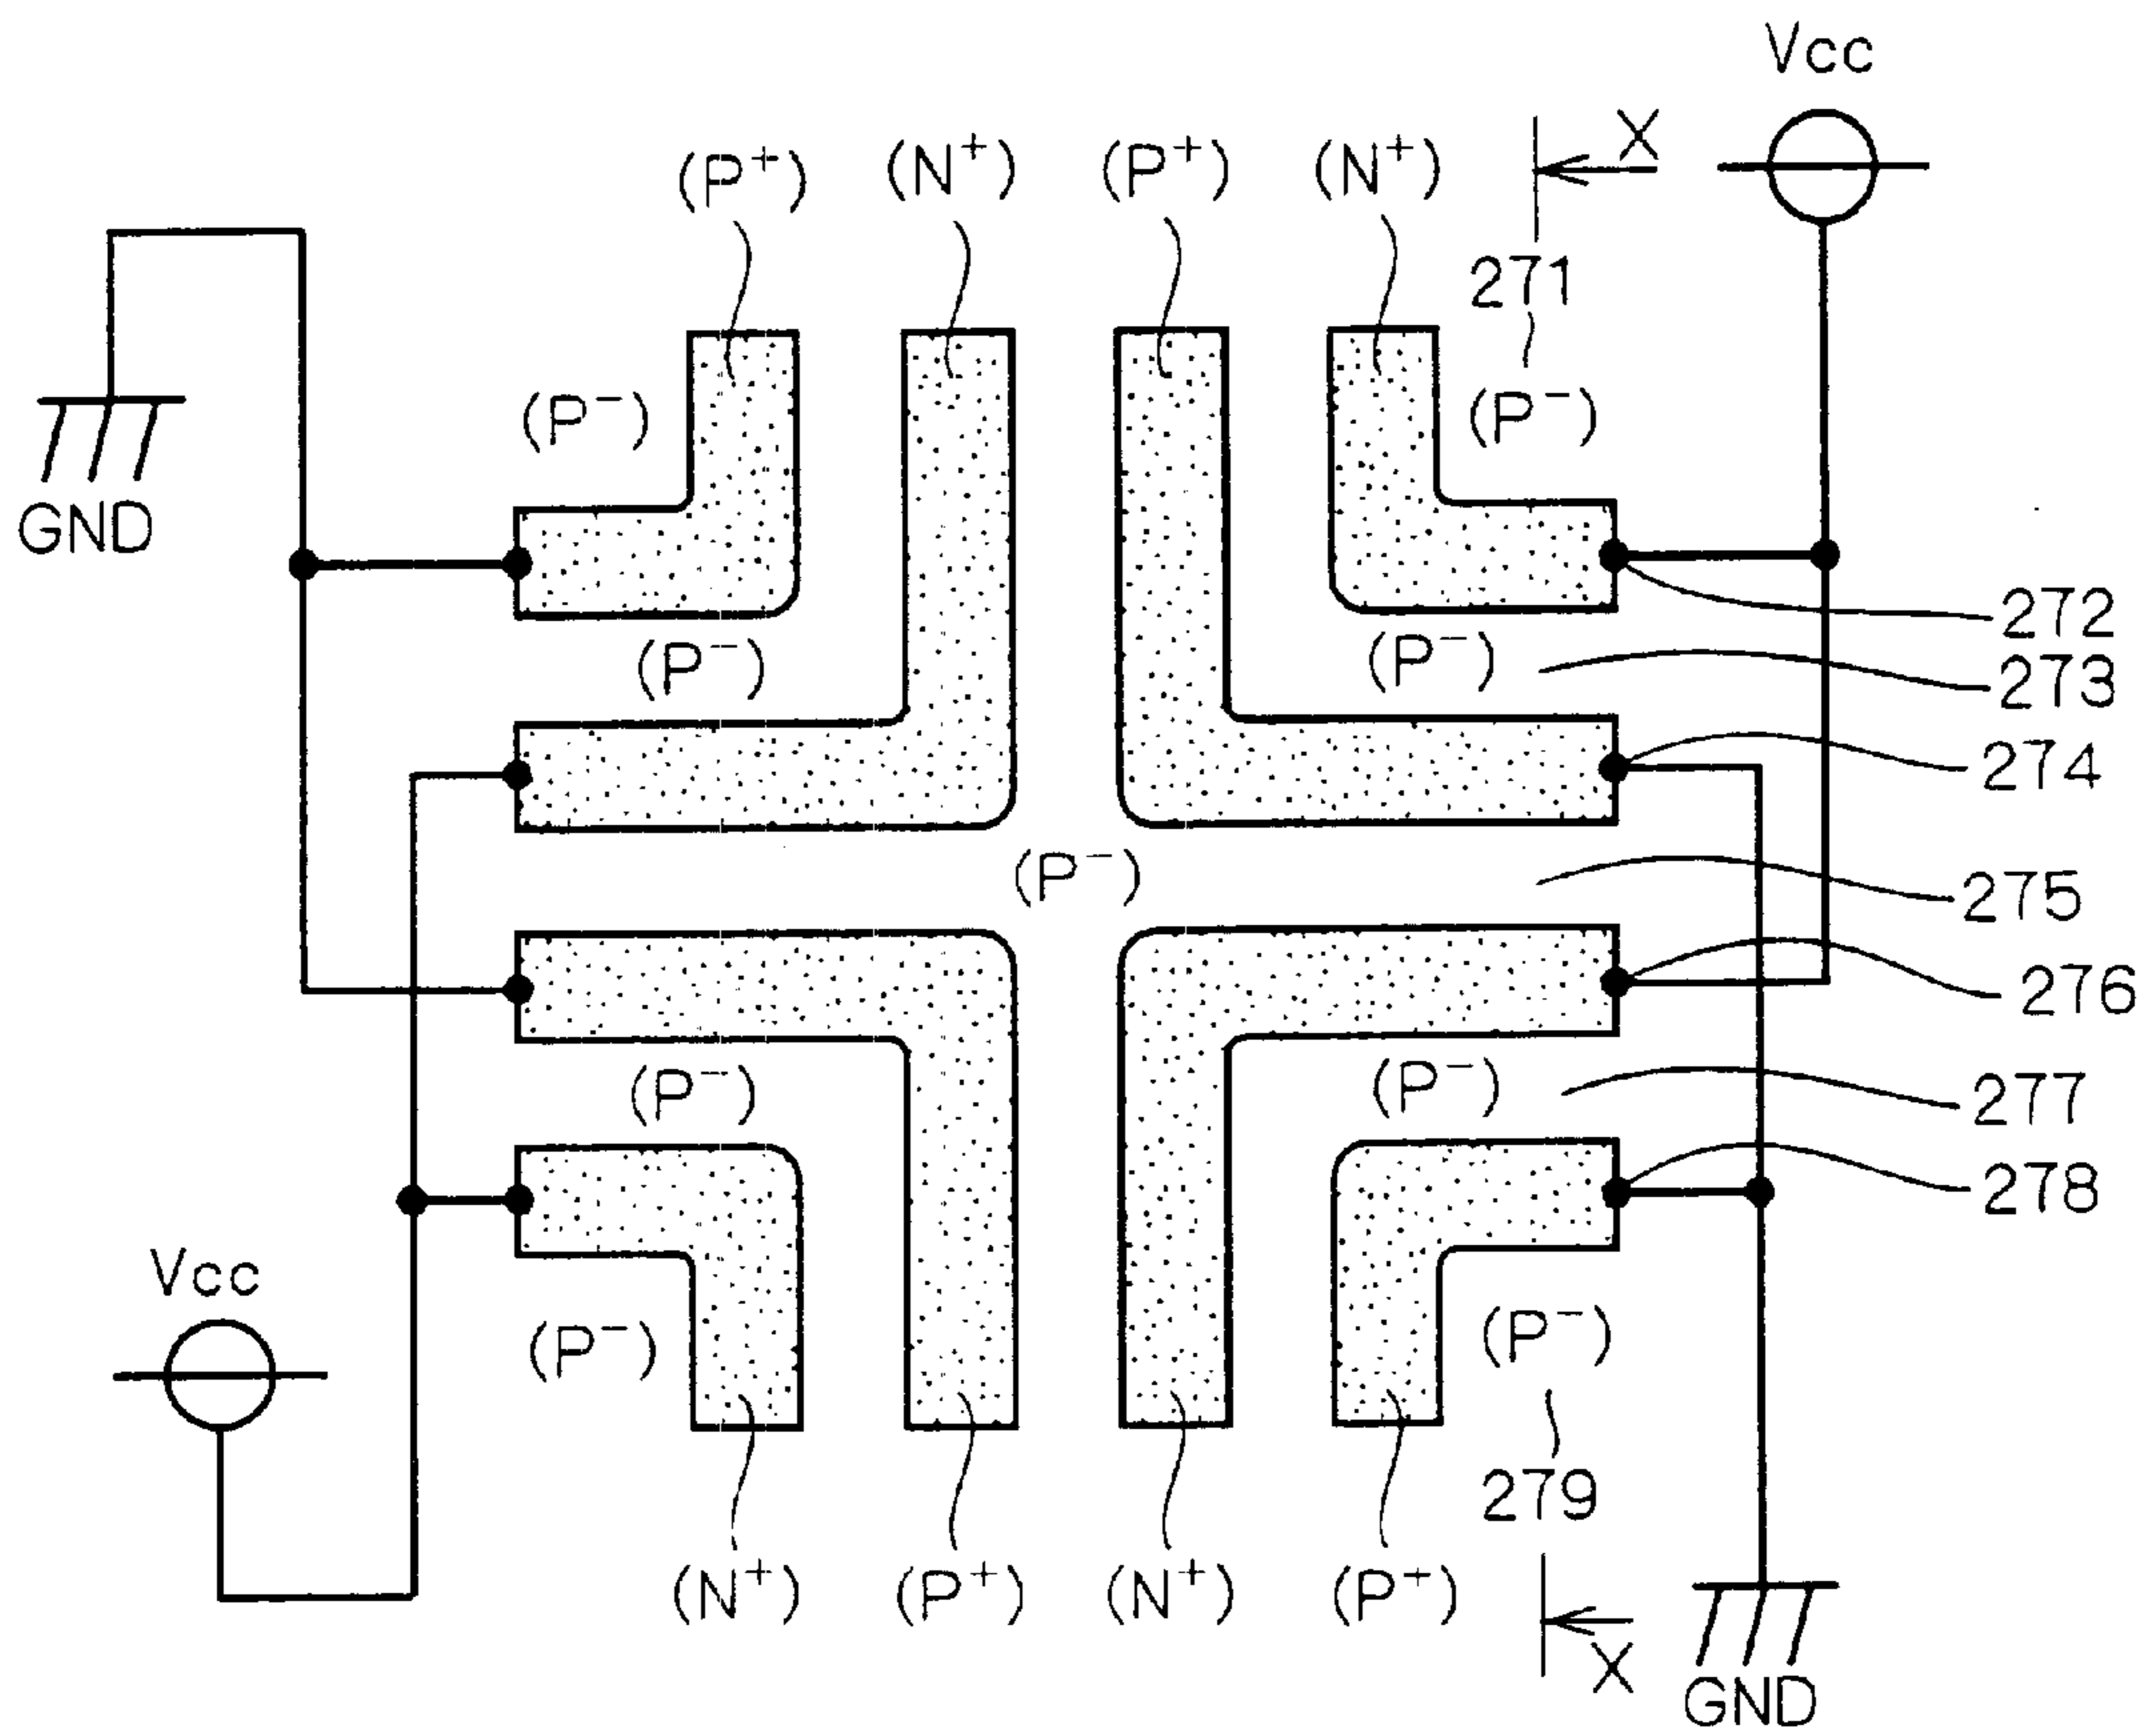 Vcc
X
(P⁺) (N⁺) (P⁺) (N⁺)
271
(P⁻) (P⁻)
GND
272
(P⁻) (P⁻) 273
274
(P⁻)
275
276
(P⁻) (P⁻) 277
278
Vcc
(P⁻) (P⁻)
279
(N⁺) (P⁺) (N⁺) (P⁺)
X
GND